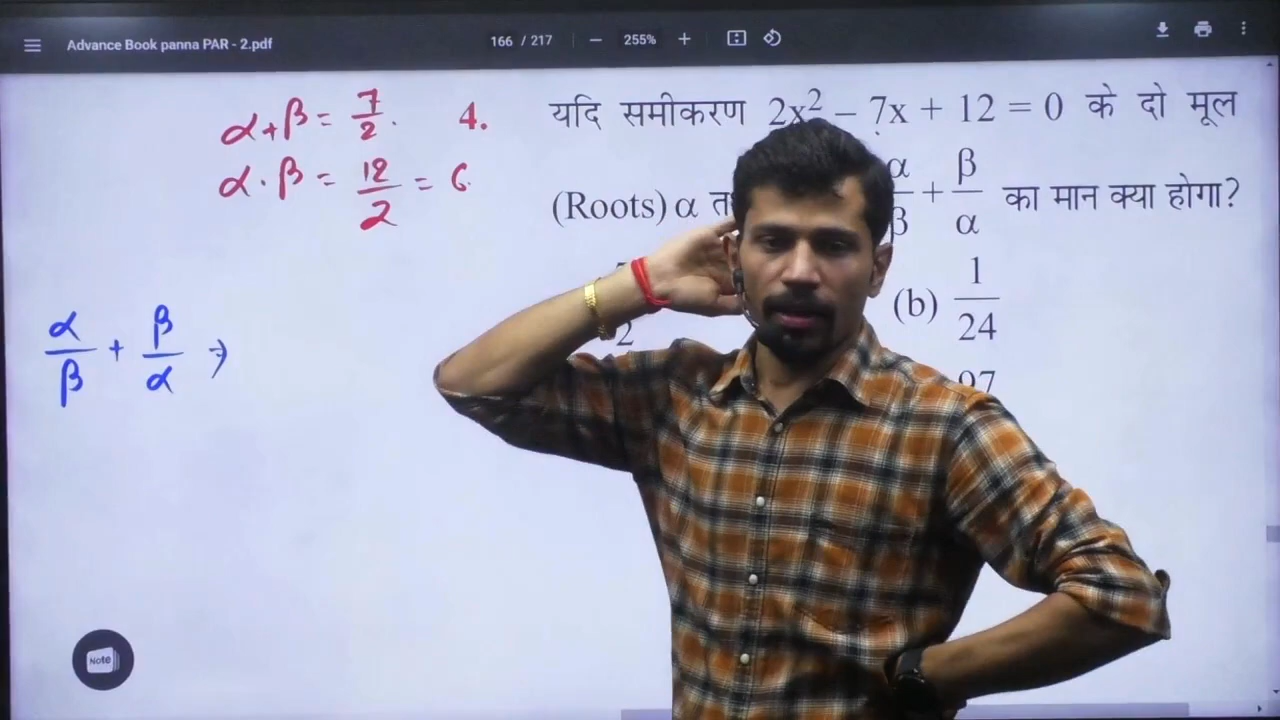 Advance Book panna PAR - 2.pdf
166 / 217
255%
α+β = 7/2.
α.β = 12/2 = 6
4. यदि समीकरण 2x² – 7x + 12 = 0 के दो मूल
(Roots) α α/β + β/α का मान क्या होगा?
2
(b) 1/24
α/β + β/α ⇒
Note